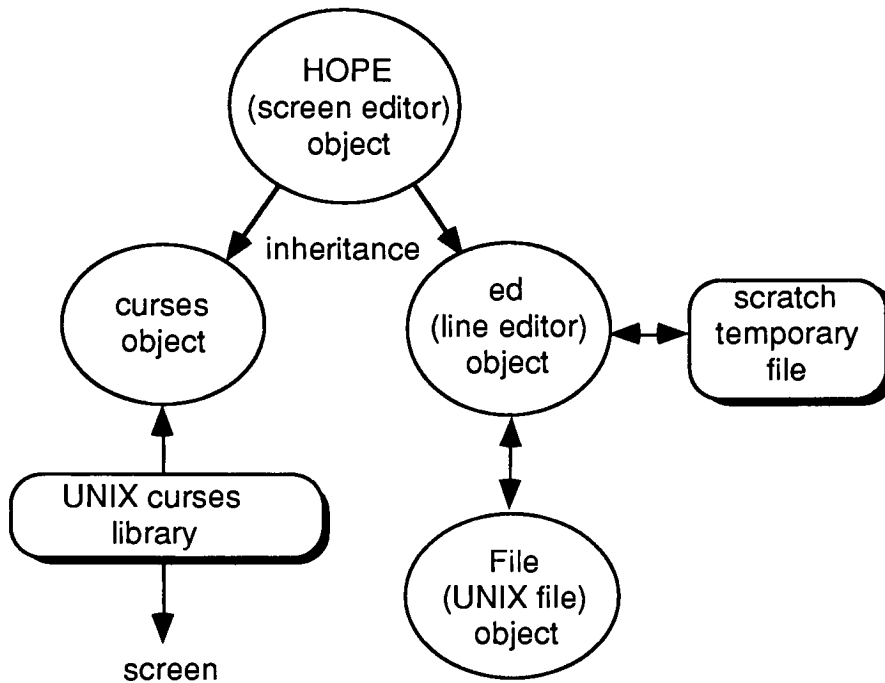 HOPE
(screen editor)
object
inheritance
curses
object
ed
(line editor)
object
scratch
temporary
file
UNIX curses
library
File
(UNIX file)
object
screen